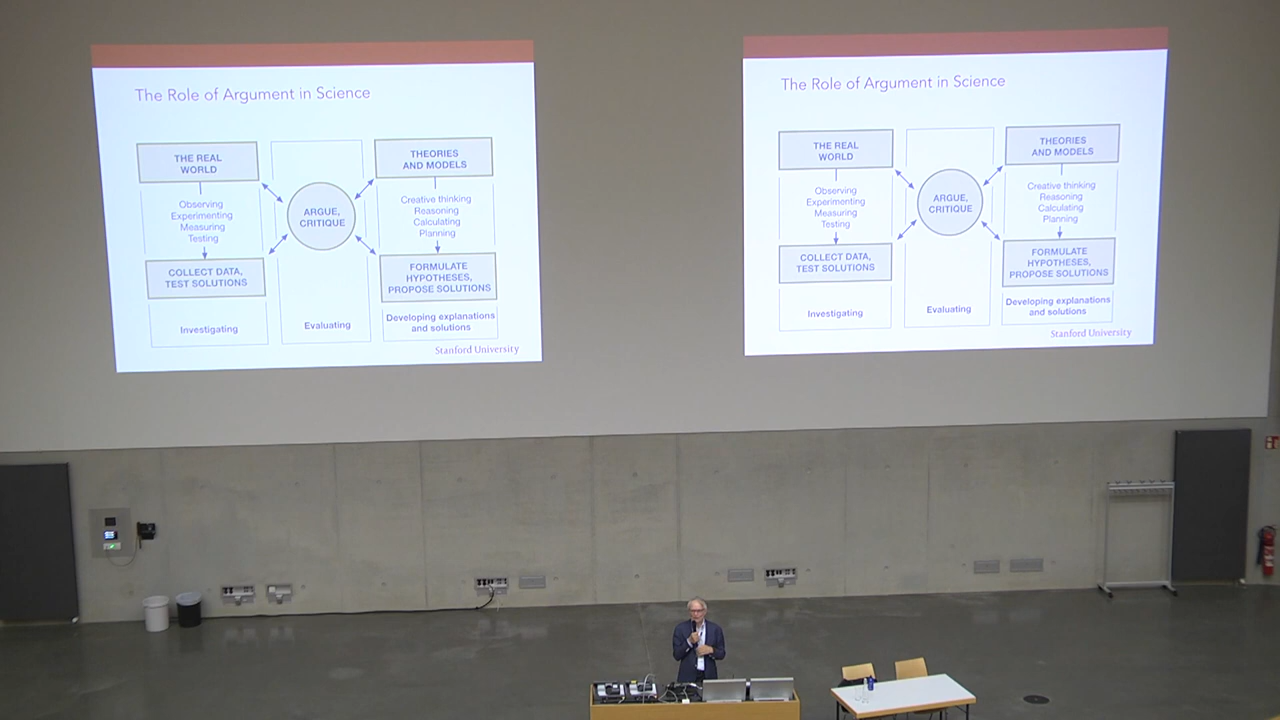 The Role of Argument in Science
THE REAL
WORLD
Observing
Experimenting
Measuring
Testing
COLLECT DATA,
TEST SOLUTIONS
Investigating
ARGUE,
CRITIQUE
Evaluating
THEORIES
AND MODELS
Creative thinking
Reasoning
Calculating
Planning
FORMULATE
HYPOTHESES,
PROPOSE SOLUTIONS
Developing explanations
and solutions
Stanford University
The Role of Argument in Science
THE REAL
WORLD
Observing
Experimenting
Measuring
Testing
COLLECT DATA,
TEST SOLUTIONS
Investigating
ARGUE,
CRITIQUE
Evaluating
THEORIES
AND MODELS
Creative thinking
Reasoning
Calculating
Planning
FORMULATE
HYPOTHESES,
PROPOSE SOLUTIONS
Developing explanations
and solutions
Stanford University